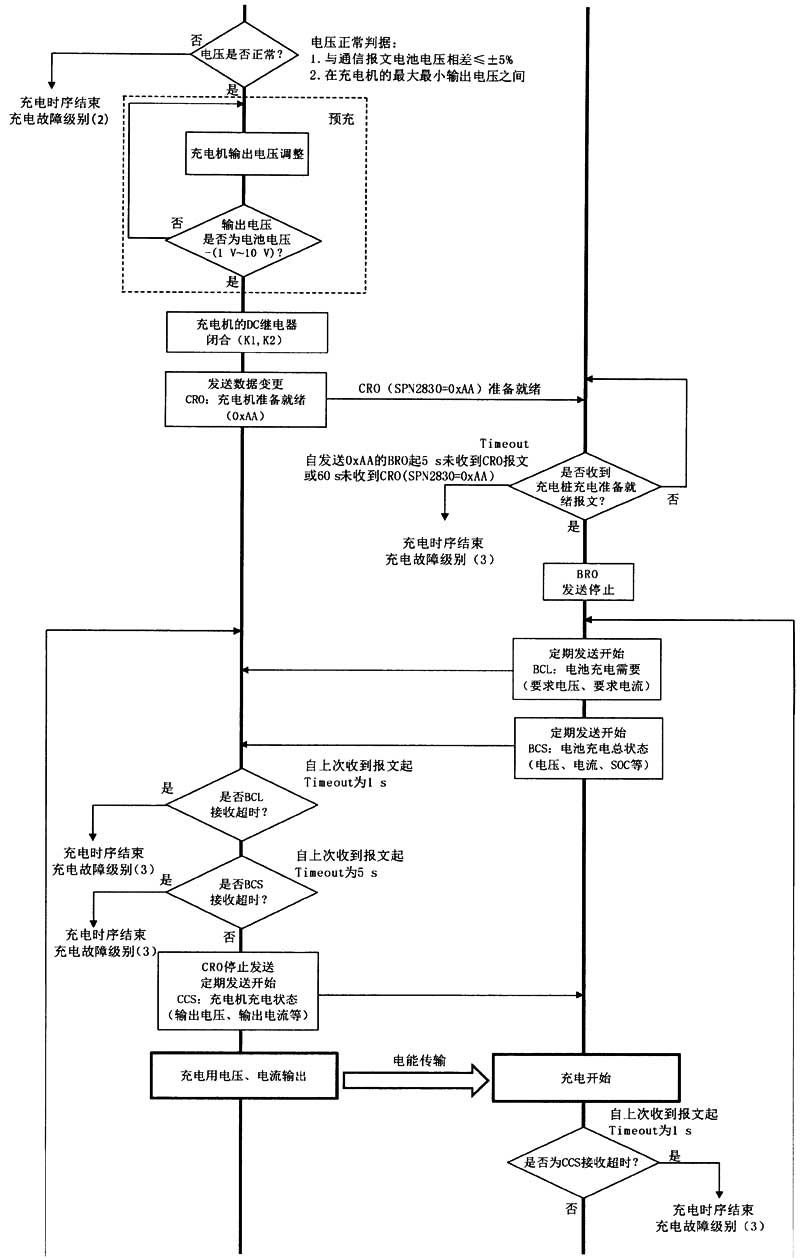 否
电压是否正常?
电压正常判据:
1.与通信报文电池电压相差≤±5%
2.在充电机的最大最小输出电压之间
是
充电时序结束
充电故障级别(2)
预充
充电机输出电压调整
否
输出电压
是否为电池电压
-(1 V~10 V)?
是
充电机的DC继电器
闭合（K1,K2）
发送数据变更
CRO: 充电机准备就绪
(0xAA)
CRO（SPN2830=0xAA）准备就绪
Timeout
自发送0xAA的BRO起5 s未收到CRO报文
或60 s未收到CRO(SPN2830=0xAA)
是否收到
充电桩充电准备就
绪报文?
否
是
充电时序结束
充电故障级别（3）
BRO
发送停止
定期发送开始
BCL: 电池充电需要
（要求电压、要求电流）
定期发送开始
BCS: 电池充电总状态
（电压、电流、SOC等）
自上次收到报文起
Timeout为1 s
是
是否BCL
接收超时?
充电时序结束
充电故障级别(3)
自上次收到报文起
Timeout为5 s
是
是否BCS
接收超时?
充电时序结束
充电故障级别(3)
否
CRO停止发送
定期发送开始
CCS: 充电机充电状态
（输出电压、输出电流等）
充电用电压、电流输出
电能传输
充电开始
自上次收到报文起
Timeout为1 s
是否为CCS接收超时?
是
否
充电时序结束
充电故障级别（3）